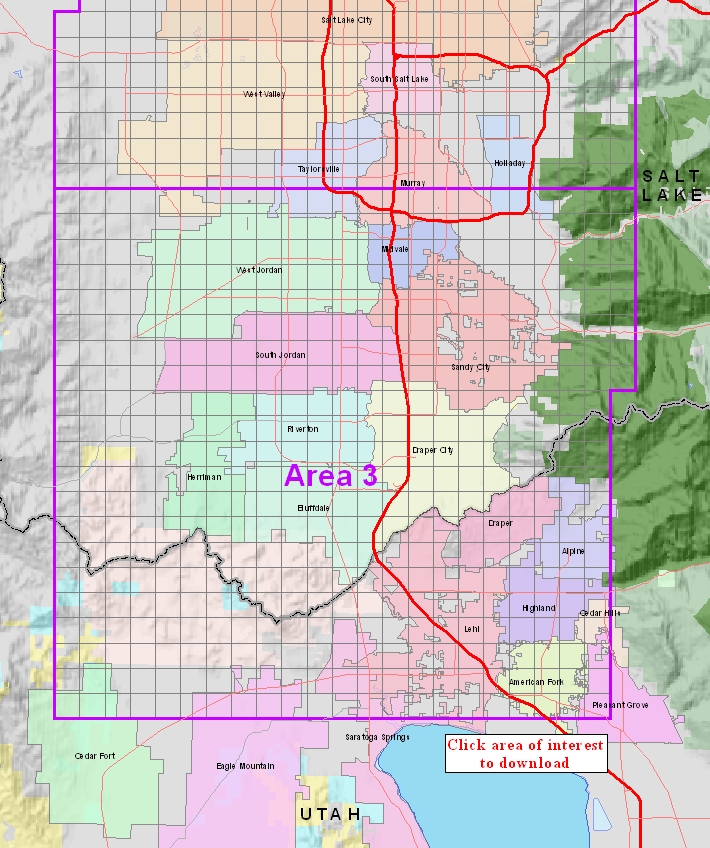 Salt Lake City
South Salt Lake
West Valley
Taylorsville
Holladay
SALT
LAKE
Murray
Midvale
West Jordan
South Jordan
Sandy City
Riverton
Draper City
Area 3
Herriman
Bluffdale
Draper
Alpine
Highland
Cedar Hills
Lehi
American Fork
Pleasant Grove
Saratoga Springs
Click area of interest
to download
Cedar Fort
Eagle Mountain
UTAH